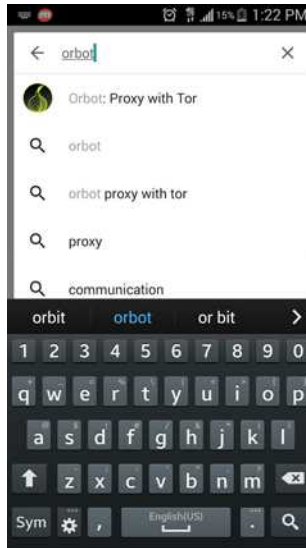 15% 1:22 PM
orbot
Orbot: Proxy with Tor
orbot
orbot proxy with tor
proxy
communication
orbit orbot or bit
1 2 3 4 5 6 7 8 9 0
q w e r t y u i o p
a s d f g h j k l
z x c v b n m
Sym , English(US) .